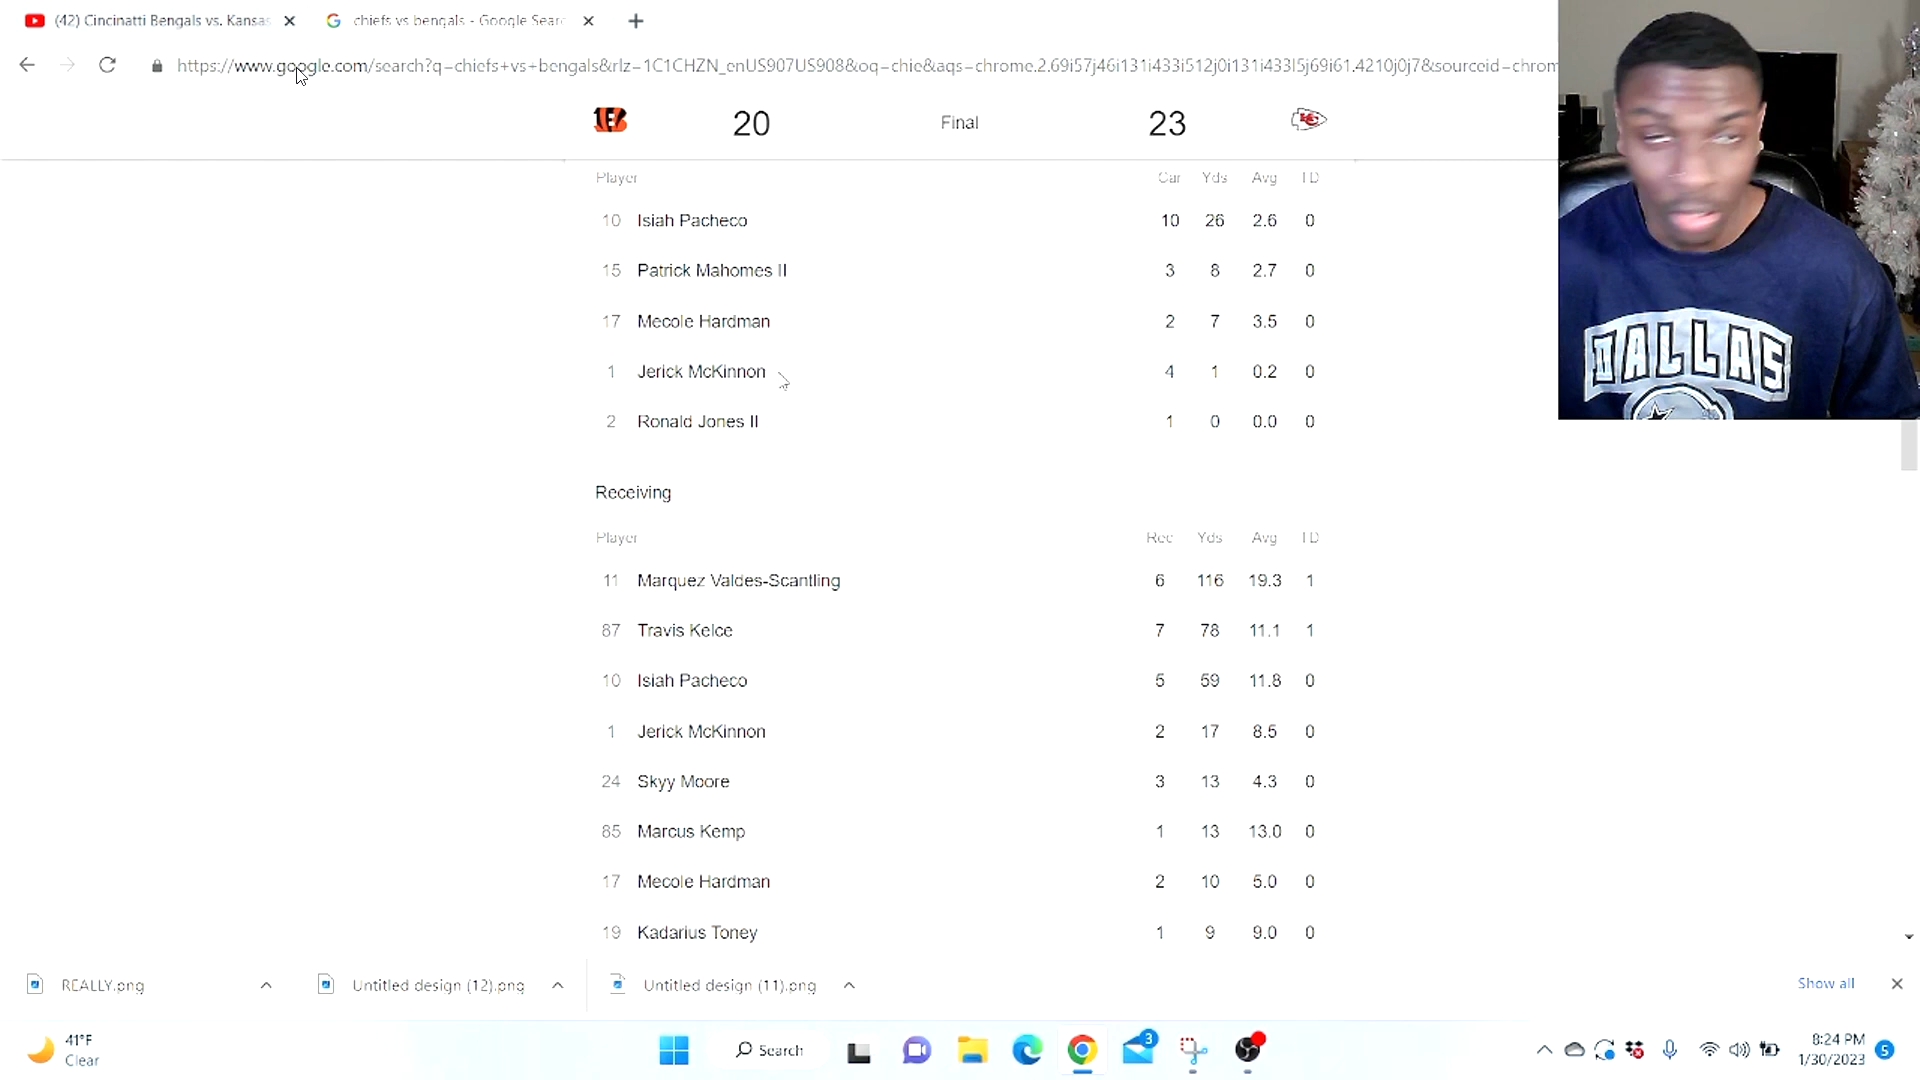 (42) Cincinatti Bengals vs. Kansas
chiefs vs bengals - Google Sear
https://www.google.com/search?q=chiefs+vs+bengals&rlz=1C1CHZN_enUS907US908&oq=chie&aqs=chrome.2.69i57j46i131i433i512j0i131i433l5j69i61.4210j0j7&sourceid=chrom
20 Final 23
Player Car Yds Avg TD
10 Isiah Pacheco 10 26 2.6 0
15 Patrick Mahomes II 3 8 2.7 0
17 Mecole Hardman 2 7 3.5 0
1 Jerick McKinnon 4 1 0.2 0
2 Ronald Jones II 1 0 0.0 0
Receiving
Player Rec Yds Avg TD
11 Marquez Valdes-Scantling 6 116 19.3 1
87 Travis Kelce 7 78 11.1 1
10 Isiah Pacheco 5 59 11.8 0
1 Jerick McKinnon 2 17 8.5 0
24 Skyy Moore 3 13 4.3 0
85 Marcus Kemp 1 13 13.0 0
17 Mecole Hardman 2 10 5.0 0
19 Kadarius Toney 1 9 9.0 0
DALLAS
REALLY.png
Untitled design (12).png
Untitled design (11).png
Show all
41°F
Clear
Search
3
8:24 PM
1/30/2023
5